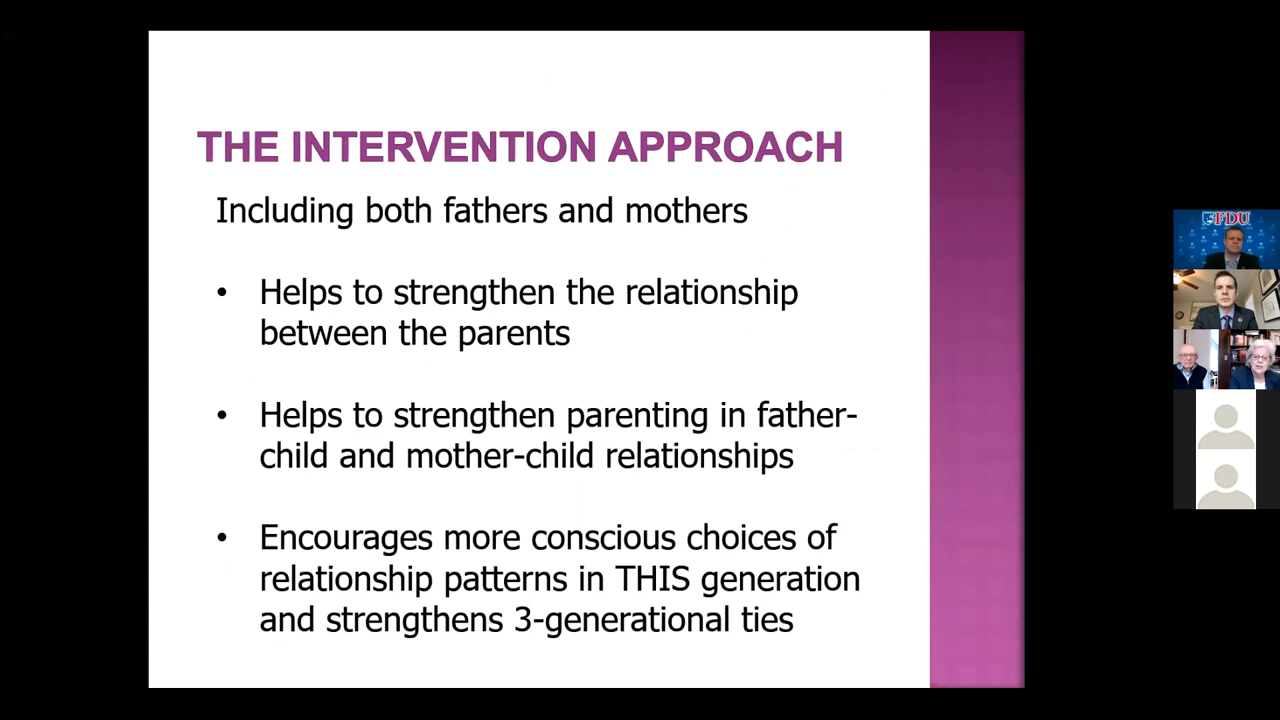 THE INTERVENTION APPROACH
Including both fathers and mothers
• Helps to strengthen the relationship
between the parents
• Helps to strengthen parenting in father-
child and mother-child relationships
• Encourages more conscious choices of
relationship patterns in THIS generation
and strengthens 3-generational ties
FDU